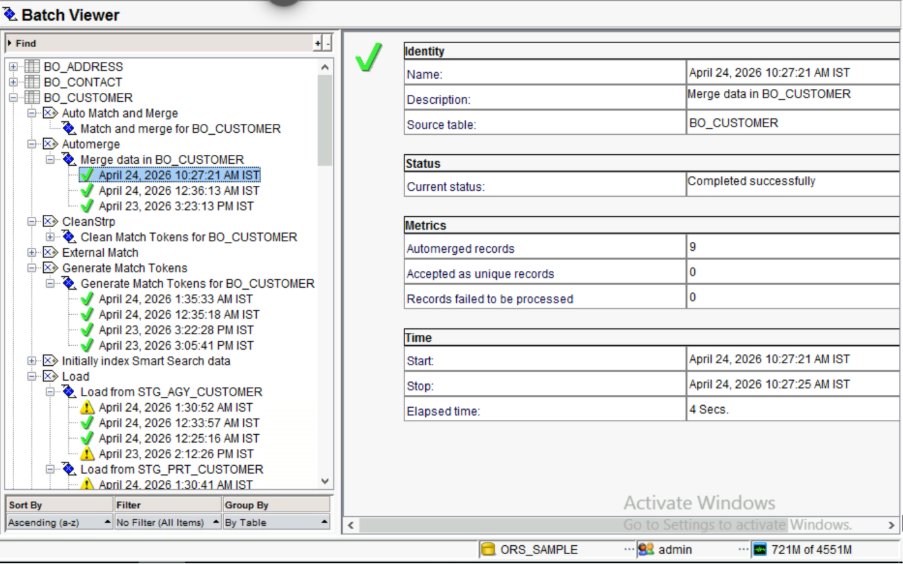 Batch Viewer
Find
+ -
BO_ADDRESS
BO_CONTACT
BO_CUSTOMER
Auto Match and Merge
Match and merge for BO_CUSTOMER
Automerge
Merge data in BO_CUSTOMER
April 24, 2026 10:27:21 AM IST
April 24, 2026 12:36:13 AM IST
April 23, 2026 3:23:13 PM IST
CleanStrp
Clean Match Tokens for BO_CUSTOMER
External Match
Generate Match Tokens
Generate Match Tokens for BO_CUSTOMER
April 24, 2026 1:35:33 AM IST
April 24, 2026 12:35:18 AM IST
April 23, 2026 3:22:28 PM IST
April 23, 2026 3:05:41 PM IST
Initially index Smart Search data
Load
Load from STG_AGY_CUSTOMER
April 24, 2026 1:30:52 AM IST
April 24, 2026 12:33:57 AM IST
April 24, 2026 12:25:16 AM IST
April 23, 2026 2:12:26 PM IST
Load from STG_PRT_CUSTOMER
April 24, 2026 1:30:41 AM IST
Sort By Filter Group By
Ascending (a-z) No Filter (All Items) By Table
Identity
Name: April 24, 2026 10:27:21 AM IST
Description: Merge data in BO_CUSTOMER
Source table: BO_CUSTOMER
Status
Current status: Completed successfully
Metrics
Automerged records 9
Accepted as unique records 0
Records failed to be processed 0
Time
Start: April 24, 2026 10:27:21 AM IST
Stop: April 24, 2026 10:27:25 AM IST
Elapsed time: 4 Secs.
Activate Windows
Go to Settings to activate Windows.
ORS_SAMPLE ... admin ... 721M of 4551M